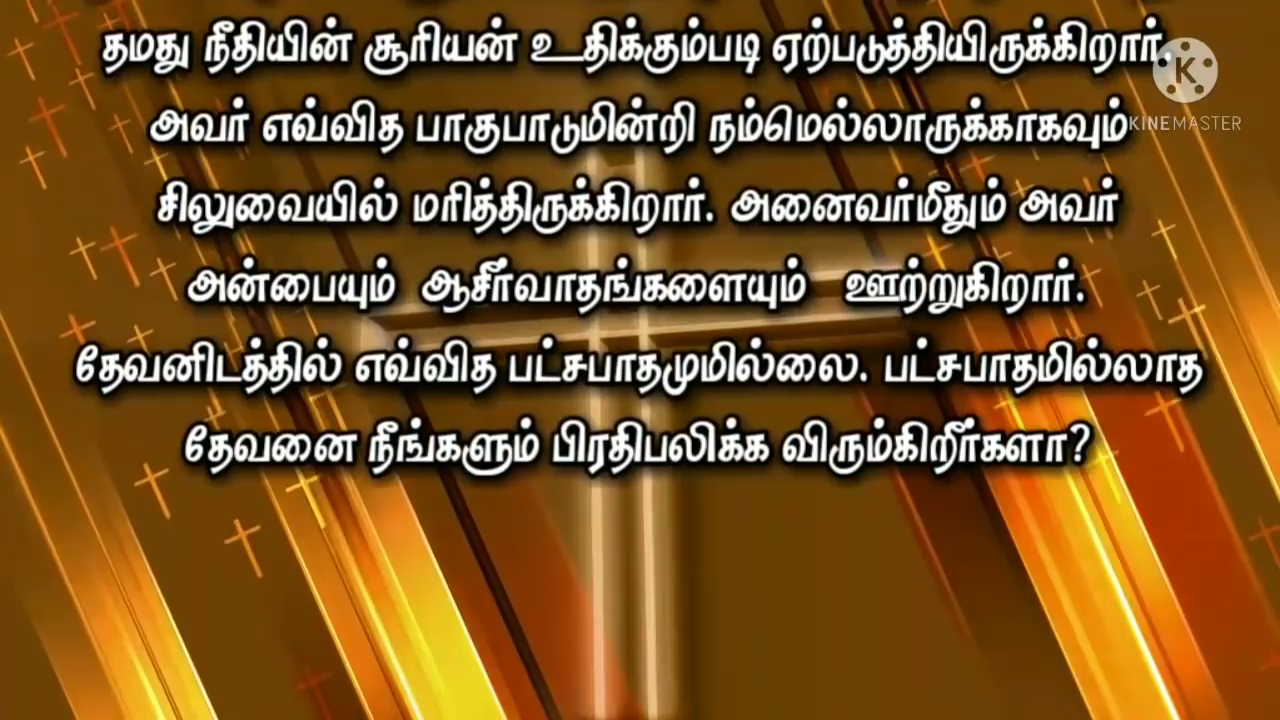 தமது நீதியின் சூரியன் உதிக்கும்படி ஏற்படுத்தியிருக்கிறார்.
K
KINEMASTER
அவர் எவ்வித பாகுபாடுமின்றி நம்மெல்லாருக்காகவும்
சிலுவையில் மரித்திருக்கிறார். அனைவர்மீதும் அவர்
அன்பையும் ஆசீர்வாதங்களையும் ஊற்றுகிறார்.
தேவனிடத்தில் எவ்வித பட்சபாதமுமில்லை. பட்சபாதமில்லாத
தேவனை நீங்களும் பிரதிபலிக்க விரும்கிறீர்களா?